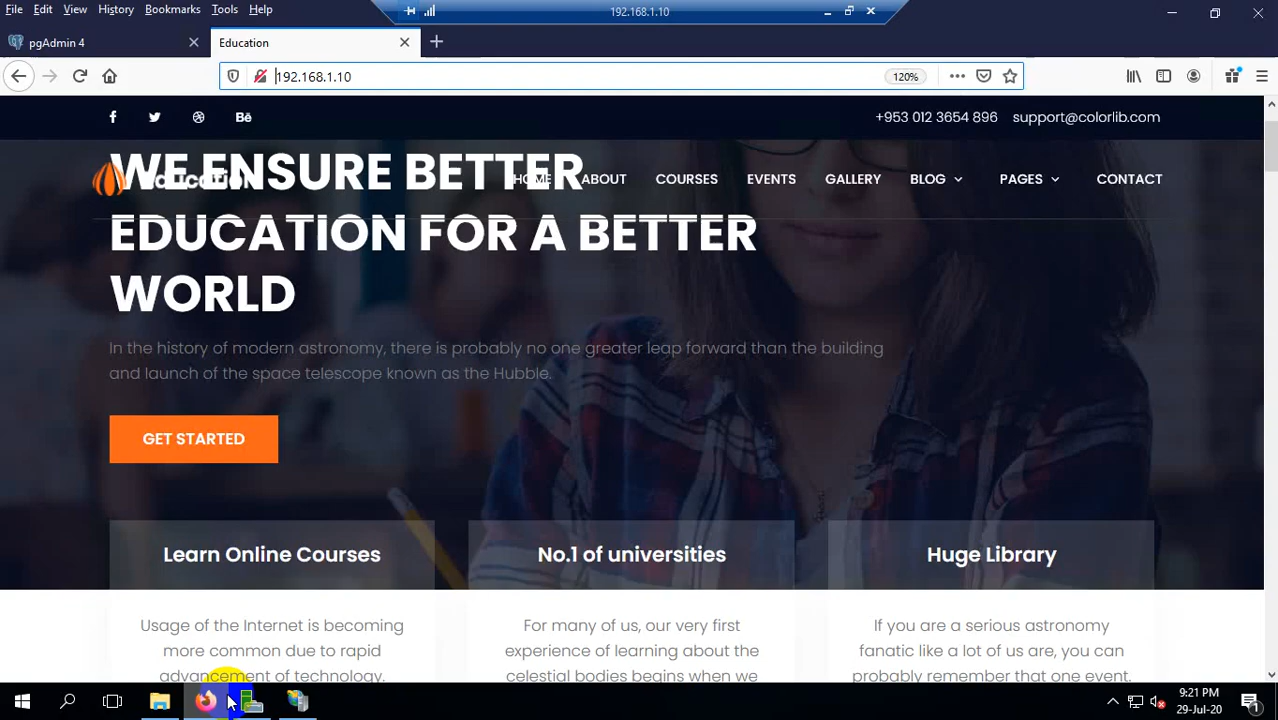 File Edit View History Bookmarks Tools Help
192.168.1.10
pgAdmin 4
Education
192.168.1.10
120%
+953 012 3654 896 support@colorlib.com
Education
HOME ABOUT COURSES EVENTS GALLERY BLOG PAGES CONTACT
WE ENSURE BETTER
EDUCATION FOR A BETTER
WORLD
In the history of modern astronomy, there is probably no one greater leap forward than the building
and launch of the space telescope known as the Hubble.
GET STARTED
Learn Online Courses
Usage of the Internet is becoming
more common due to rapid
advancement of technology.
No.1 of universities
For many of us, our very first
experience of learning about the
celestial bodies begins when we
Huge Library
If you are a serious astronomy
fanatic like a lot of us are, you can
probably remember that one event.
9:21 PM
29-Jul-20
1